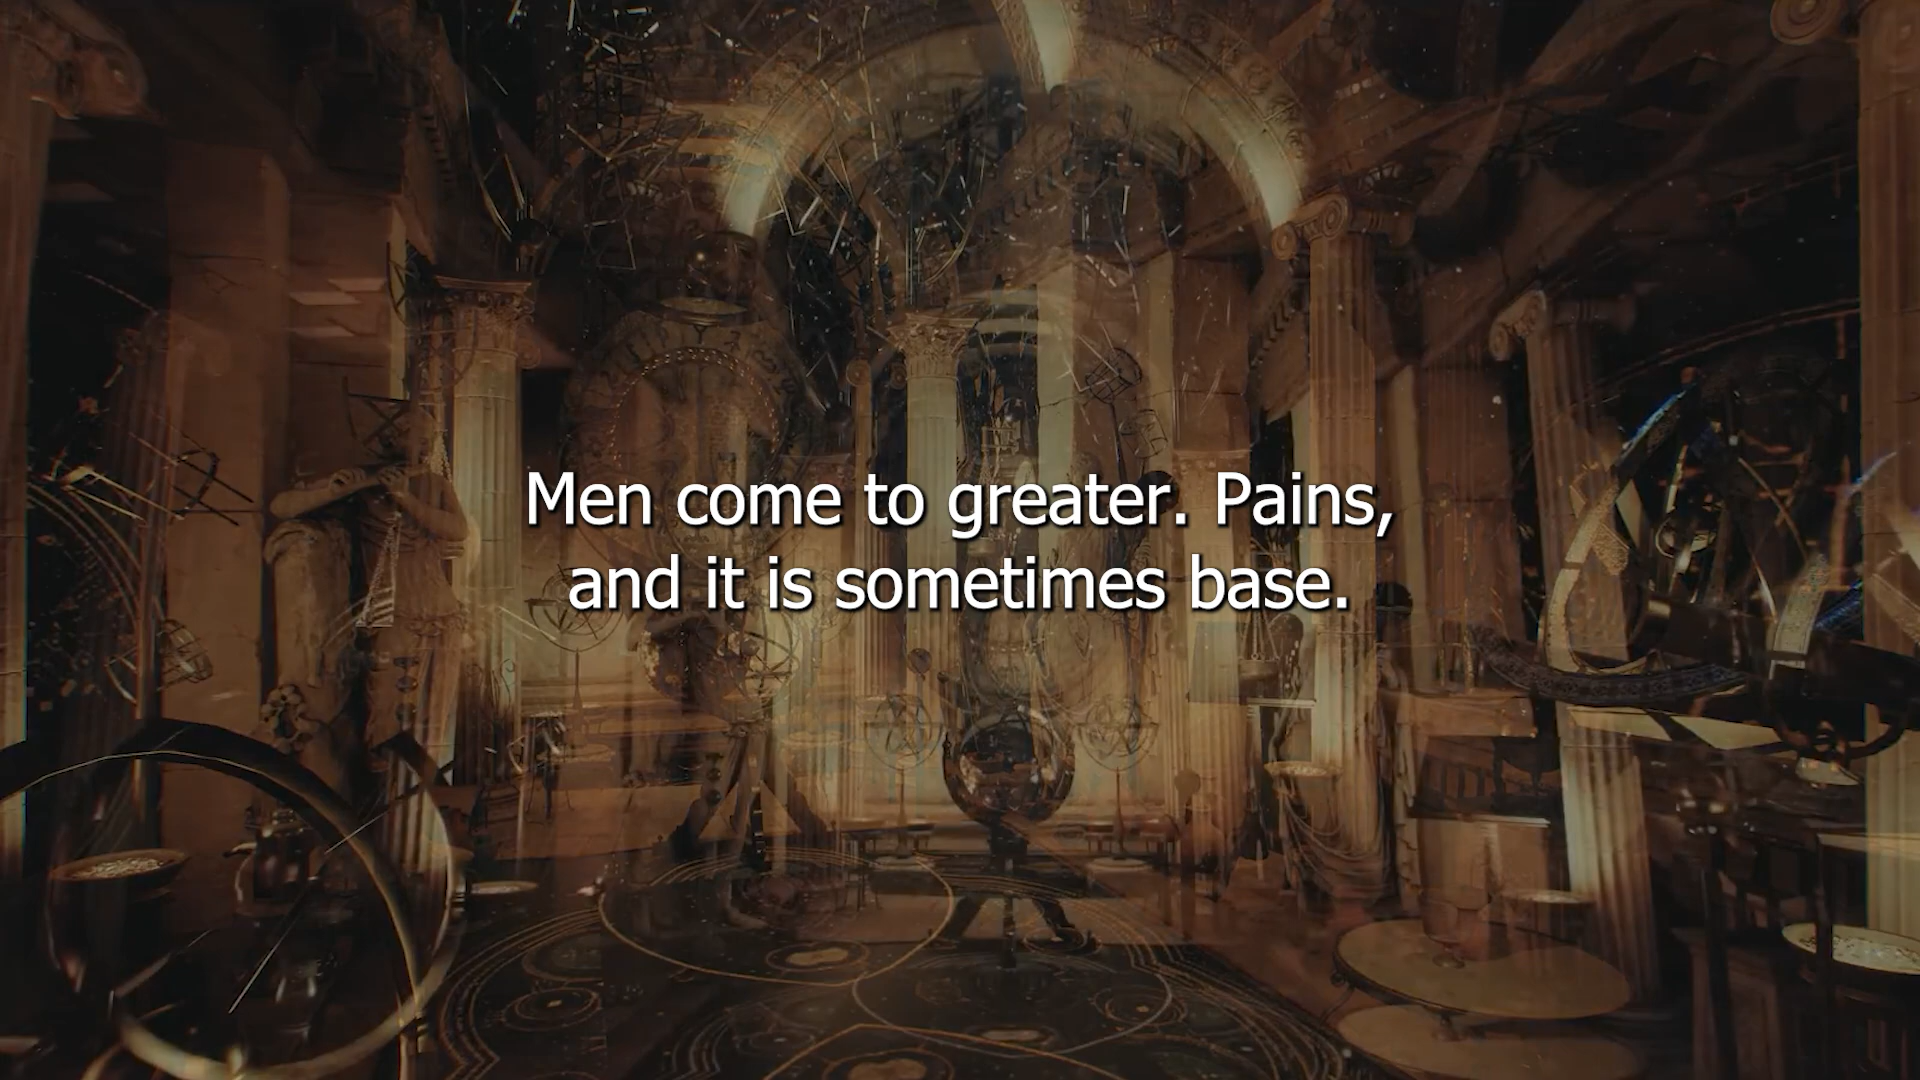 Men come to greater. Pains,
and it is sometimes base.